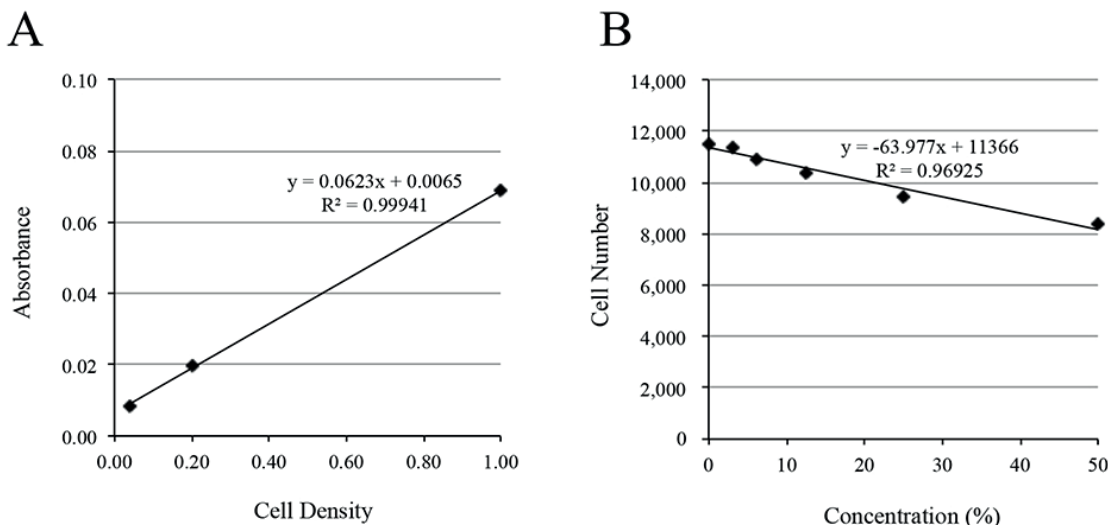 A
Absorbance
0.10
0.08
0.06
0.04
0.02
0.00
y = 0.0623x + 0.0065
R² = 0.99941
0.00 0.20 0.40 0.60 0.80 1.00
Cell Density
B
Cell Number
14,000
12,000
10,000
8,000
6,000
4,000
2,000
0
y = -63.977x + 11366
R² = 0.96925
0 10 20 30 40 50
Concentration (%)